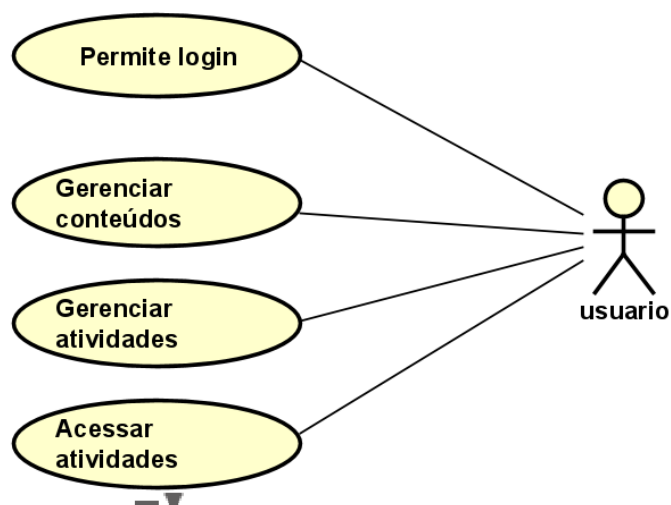 Permite login
Gerenciar
conteúdos
Gerenciar
atividades
Acessar
atividades
usuario